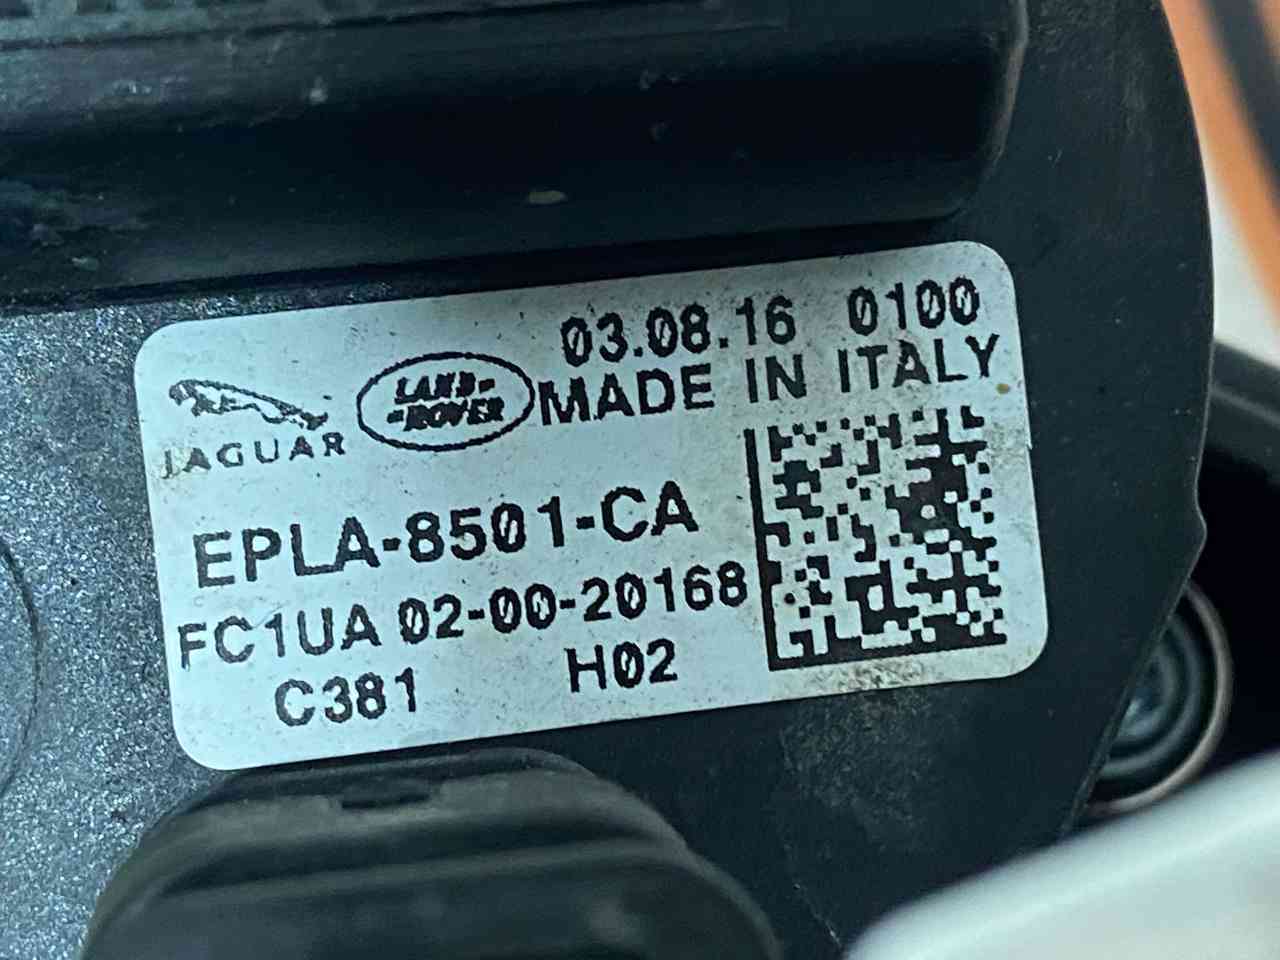 03.08.16 0100
MADE IN ITALY
JAGUAR
LAND-
-ROVER
EPLA-8501-CA
FC1UA 02-00-20168
C381 H02